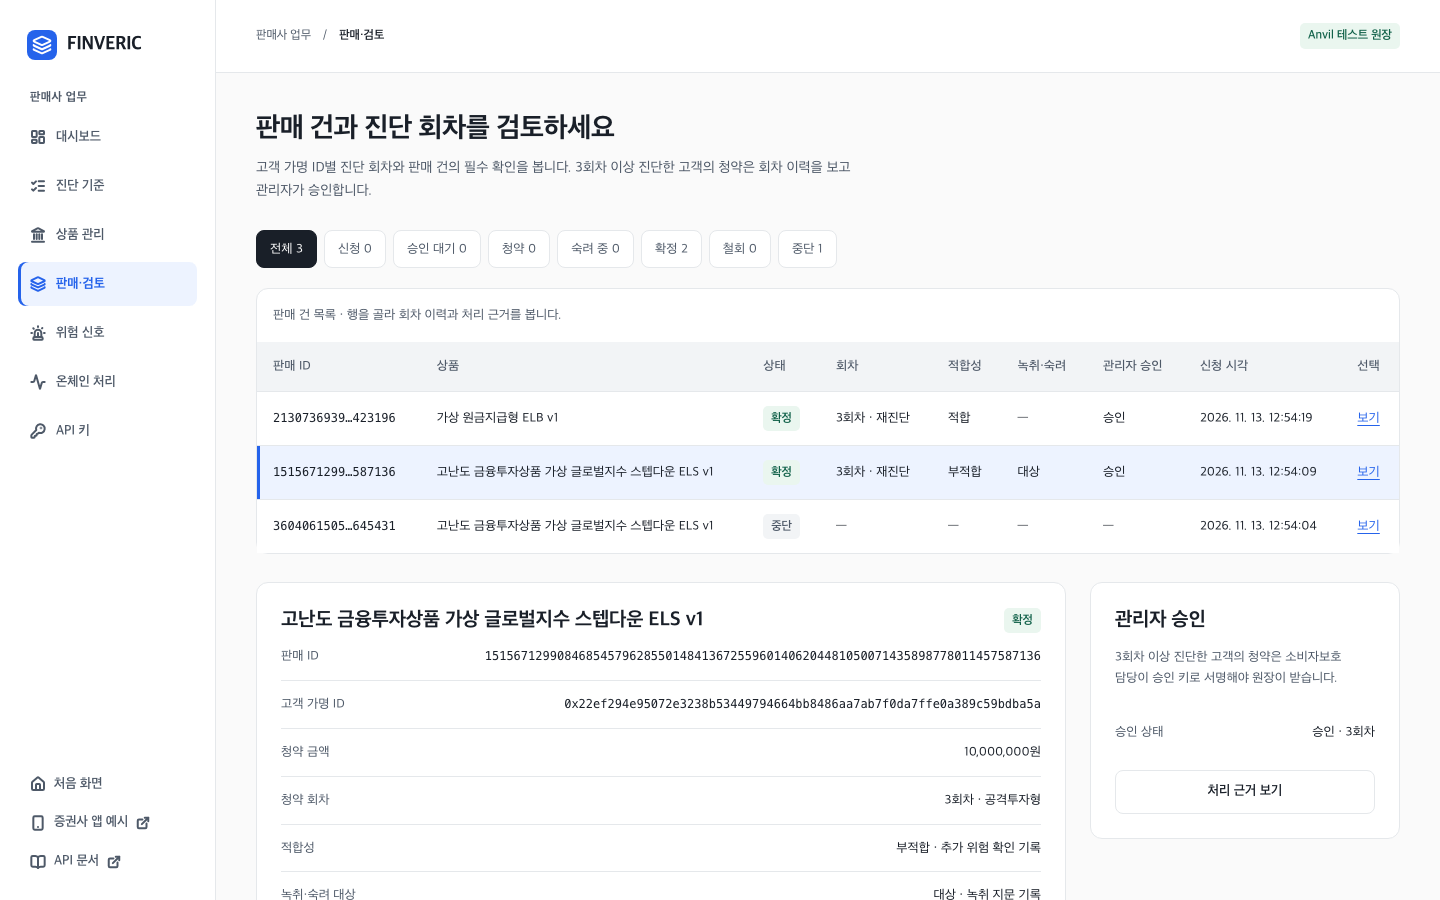 FINVERIC
판매사 업무
대시보드
진단 기준
상품 관리
판매·검토
위험 신호
온체인 처리
API 키
처음 화면
증권사 앱 예시
API 문서
판매사 업무 / 판매·검토
Anvil 테스트 원장
판매 건과 진단 회차를 검토하세요
고객 가명 ID별 진단 회차와 판매 건의 필수 확인을 봅니다. 3회차 이상 진단한 고객의 청약은 회차 이력을 보고
관리자가 승인합니다.
전체 3 신청 0 승인 대기 0 청약 0 숙려 중 0 확정 2 철회 0 중단 1
판매 건 목록 · 행을 골라 회차 이력과 처리 근거를 봅니다.
판매 ID 상품 상태 회차 적합성 녹취·숙려 관리자 승인 신청 시각 선택
2130736939…423196 가상 원금지급형 ELB v1 확정 3회차 · 재진단 적합 — 승인 2026. 11. 13. 12:54:19 보기
1515671299…587136 고난도 금융투자상품 가상 글로벌지수 스텝다운 ELS v1 확정 3회차 · 재진단 부적합 대상 승인 2026. 11. 13. 12:54:09 보기
3604061505…645431 고난도 금융투자상품 가상 글로벌지수 스텝다운 ELS v1 중단 — — — — 2026. 11. 13. 12:54:04 보기
고난도 금융투자상품 가상 글로벌지수 스텝다운 ELS v1 확정
판매 ID 15156712990846854579628550148413672559601406204481050071435898778011457587136
고객 가명 ID 0x22ef294e95072e3238b53449794664bb8486aa7ab7f0da7ffe0a389c59bdba5a
청약 금액 10,000,000원
청약 회차 3회차 · 공격투자형
적합성 부적합 · 추가 위험 확인 기록
녹취·숙려 대상 대상 · 녹취 지문 기록
관리자 승인
3회차 이상 진단한 고객의 청약은 소비자보호
담당이 승인 키로 서명해야 원장이 받습니다.
승인 상태 승인 · 3회차
처리 근거 보기